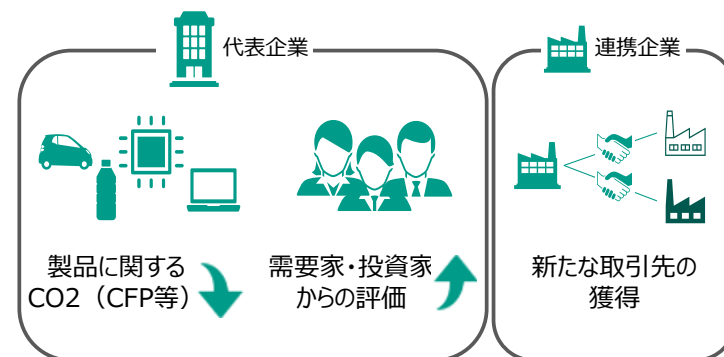 代表企業
連携企業
製品に関する
CO2（CFP等）
需要家・投資家
からの評価
新たな取引先の
獲得